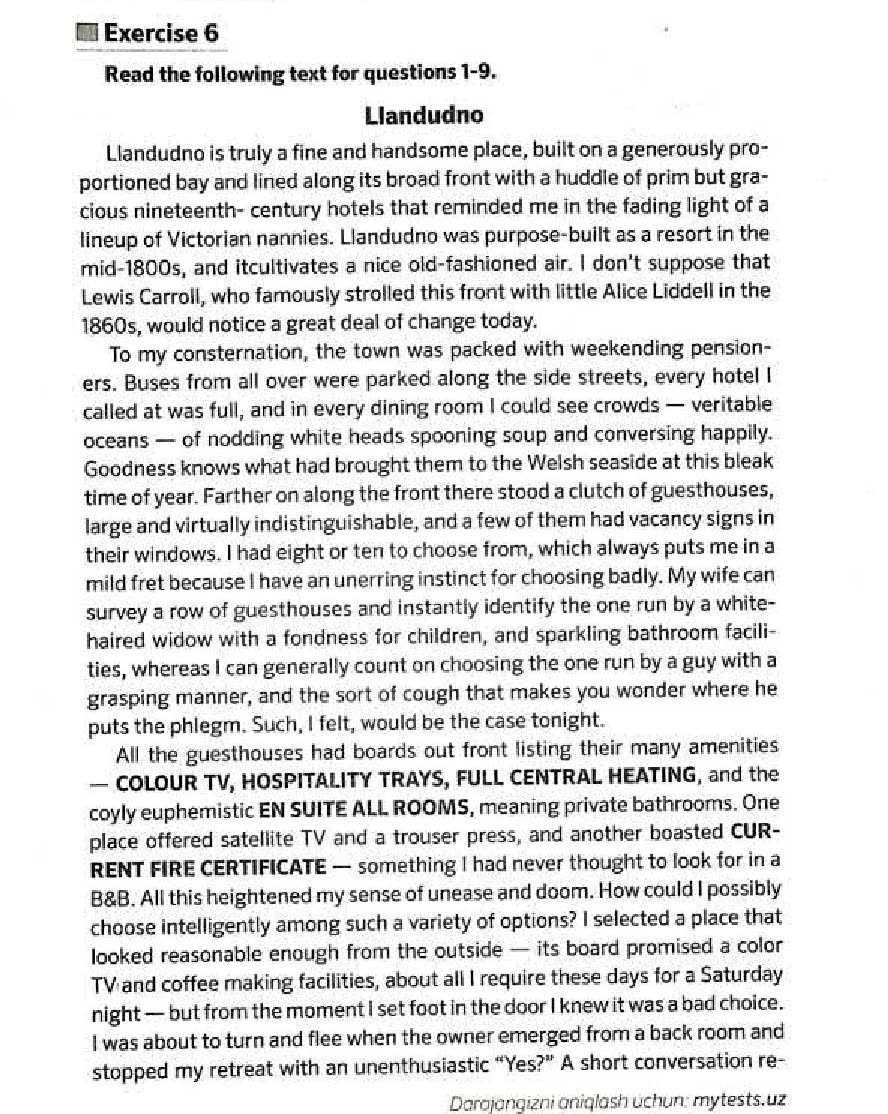 Exercise 6
Read the following text for questions 1-9.
Llandudno
Llandudno is truly a fine and handsome place, built on a generously pro-
portioned bay and lined along its broad front with a huddle of prim but gra-
cious nineteenth- century hotels that reminded me in the fading light of a
lineup of Victorian nannies. Llandudno was purpose-built as a resort in the
mid-1800s, and itcultivates a nice old-fashioned air. I don't suppose that
Lewis Carroll, who famously strolled this front with little Alice Liddell in the
1860s, would notice a great deal of change today.
To my consternation, the town was packed with weekending pension-
ers. Buses from all over were parked along the side streets, every hotel I
called at was full, and in every dining room I could see crowds — veritable
oceans — of nodding white heads spooning soup and conversing happily.
Goodness knows what had brought them to the Welsh seaside at this bleak
time of year. Farther on along the front there stood a clutch of guesthouses,
large and virtually indistinguishable, and a few of them had vacancy signs in
their windows. I had eight or ten to choose from, which always puts me in a
mild fret because I have an unerring instinct for choosing badly. My wife can
survey a row of guesthouses and instantly identify the one run by a white-
haired widow with a fondness for children, and sparkling bathroom facili-
ties, whereas I can generally count on choosing the one run by a guy with a
grasping manner, and the sort of cough that makes you wonder where he
puts the phlegm. Such, I felt, would be the case tonight.
All the guesthouses had boards out front listing their many amenities
— COLOUR TV, HOSPITALITY TRAYS, FULL CENTRAL HEATING, and the
coyly euphemistic EN SUITE ALL ROOMS, meaning private bathrooms. One
place offered satellite TV and a trouser press, and another boasted CUR-
RENT FIRE CERTIFICATE — something I had never thought to look for in a
B&B. All this heightened my sense of unease and doom. How could I possibly
choose intelligently among such a variety of options? I selected a place that
looked reasonable enough from the outside — its board promised a color
TV and coffee making facilities, about all I require these days for a Saturday
night — but from the moment I set foot in the door I knew it was a bad choice.
I was about to turn and flee when the owner emerged from a back room and
stopped my retreat with an unenthusiastic "Yes?" A short conversation re-
Darajangizni aniqlash uchun: mytests.uz